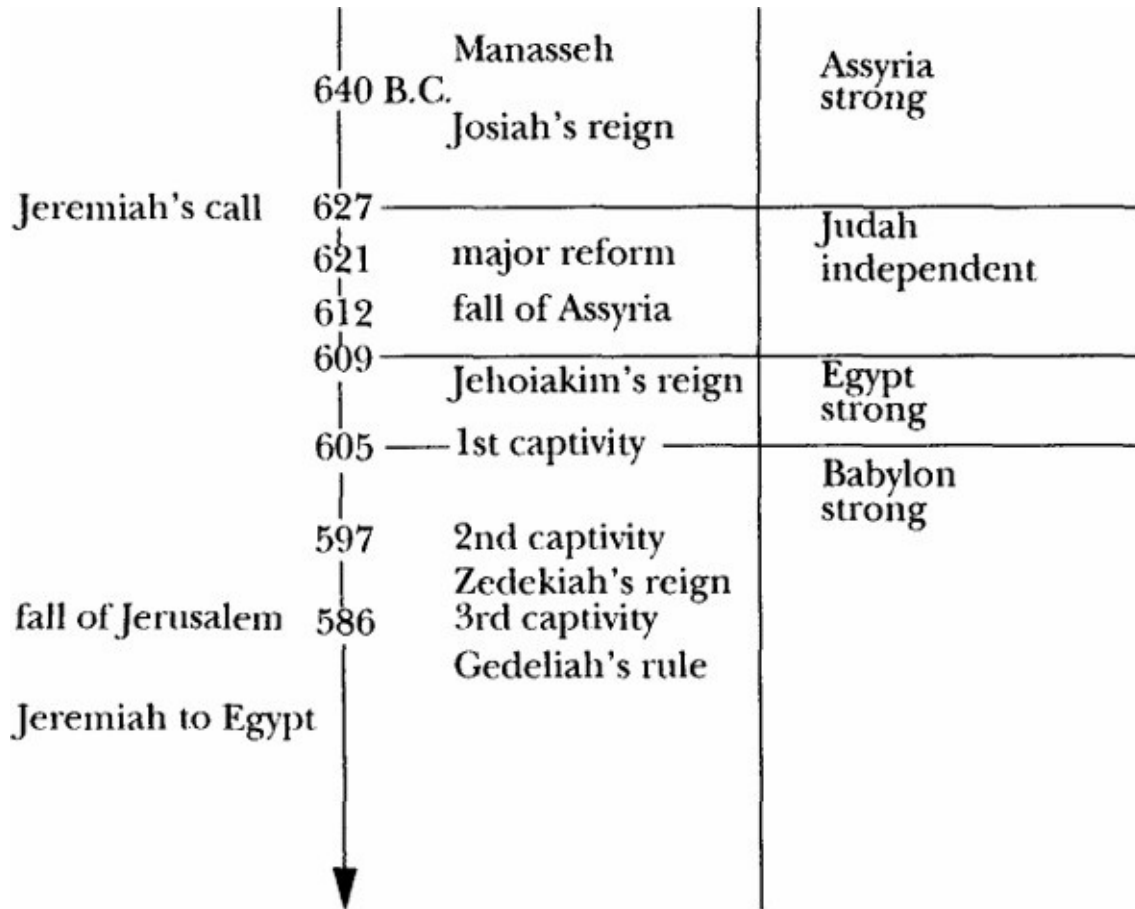 Manasseh
640 B.C.
Assyria
strong
Josiah's reign
Jeremiah's call 627
Judah
independent
621 major reform
612 fall of Assyria
609
Jehoiakim's reign
Egypt
strong
605 1st captivity
Babylon
strong
597 2nd captivity
Zedekiah's reign
fall of Jerusalem 586 3rd captivity
Gedeliah's rule
Jeremiah to Egypt